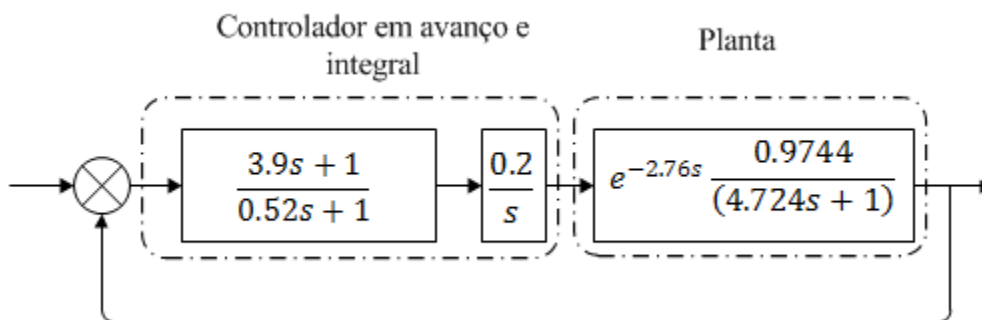 Controlador em avanço e
integral
Planta
3.9s + 1
0.52s + 1
0.2
s
e^{-2.76s} 0.9744
(4.724s + 1)